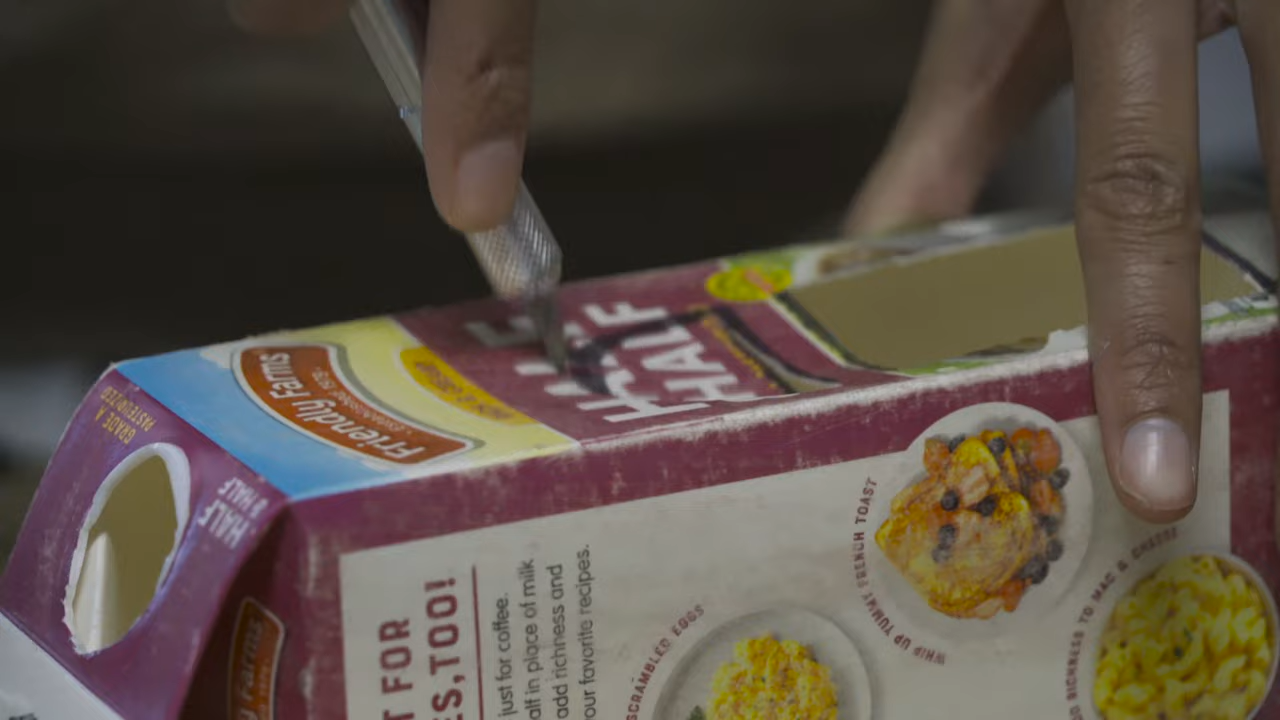 GRADE A
PASTEURIZED
HALF
& HALF
Friendly Farms
HALF
HALF
T FOR
ES, TOO!
just for coffee.
alf in place of milk
add richness and
our favorite recipes.
SCRAMBLED EGGS
WHIP UP YUMMY FRENCH TOAST
RICHNESS TO MAC & CHEESE
Farms